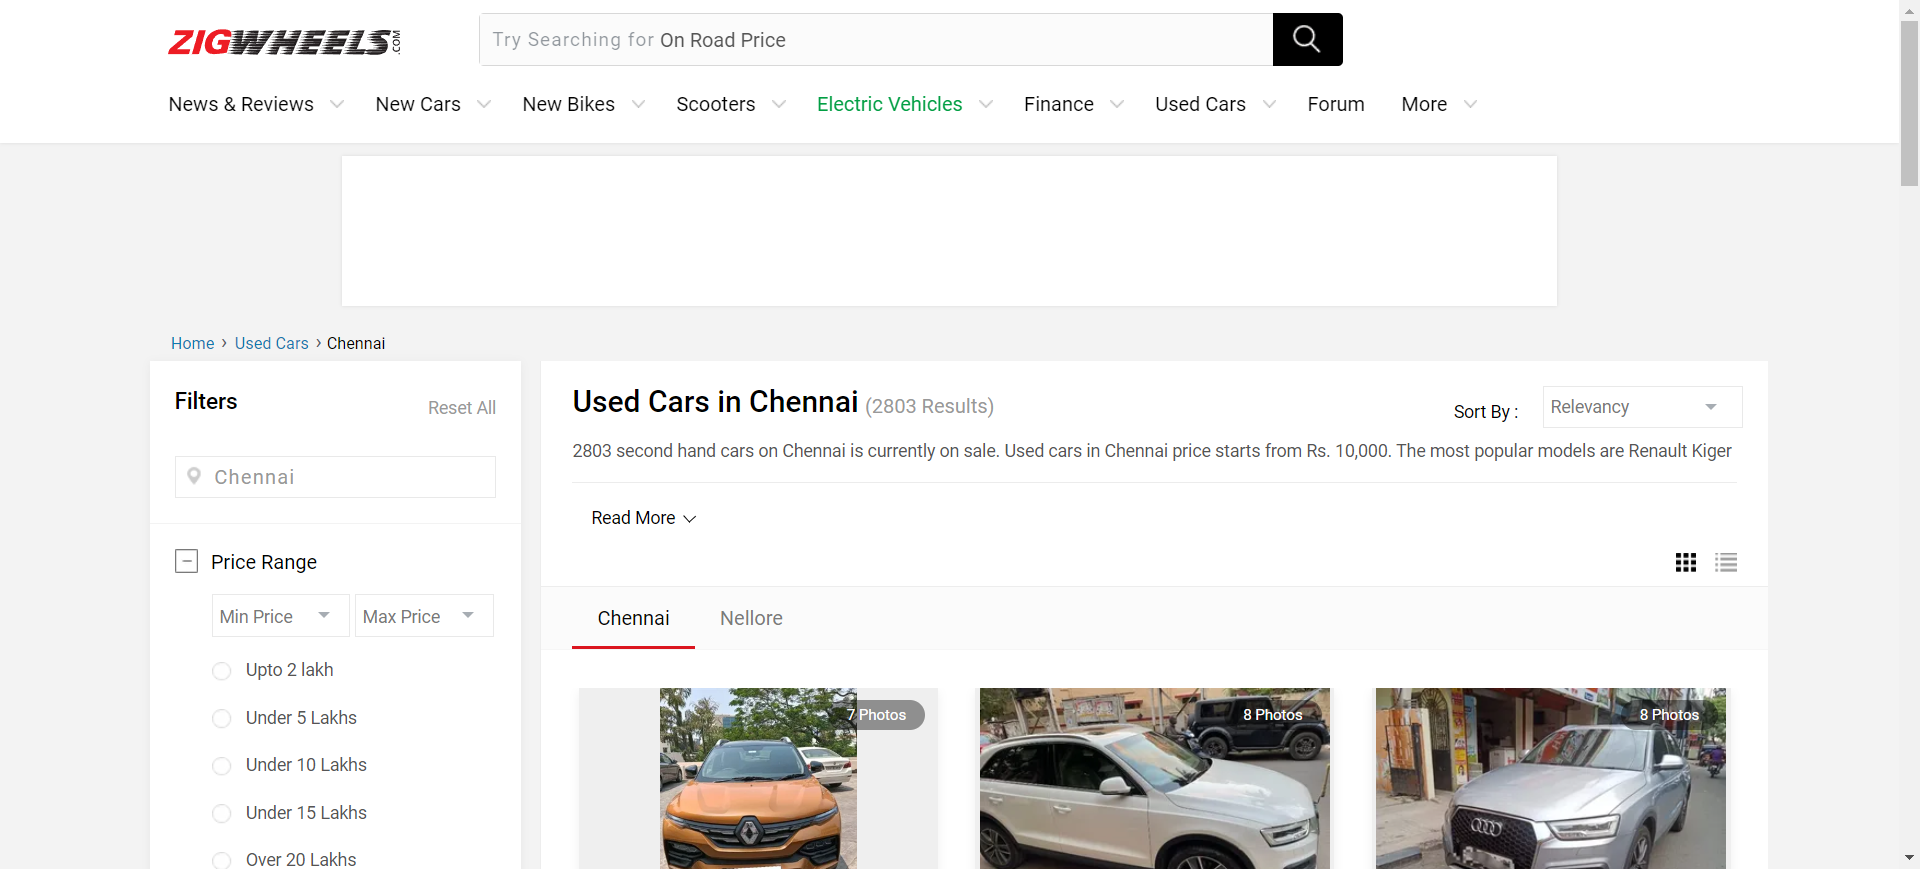 ZIGWHEELS.COM
Try Searching for On Road Price
News & Reviews New Cars New Bikes Scooters Electric Vehicles Finance Used Cars Forum More
Home › Used Cars › Chennai
Filters
Reset All
Chennai
Price Range
Min Price Max Price
Upto 2 lakh
Under 5 Lakhs
Under 10 Lakhs
Under 15 Lakhs
Over 20 Lakhs
Used Cars in Chennai (2803 Results)
Sort By : Relevancy
2803 second hand cars on Chennai is currently on sale. Used cars in Chennai price starts from Rs. 10,000. The most popular models are Renault Kiger
Read More
Chennai Nellore
7 Photos
8 Photos
8 Photos